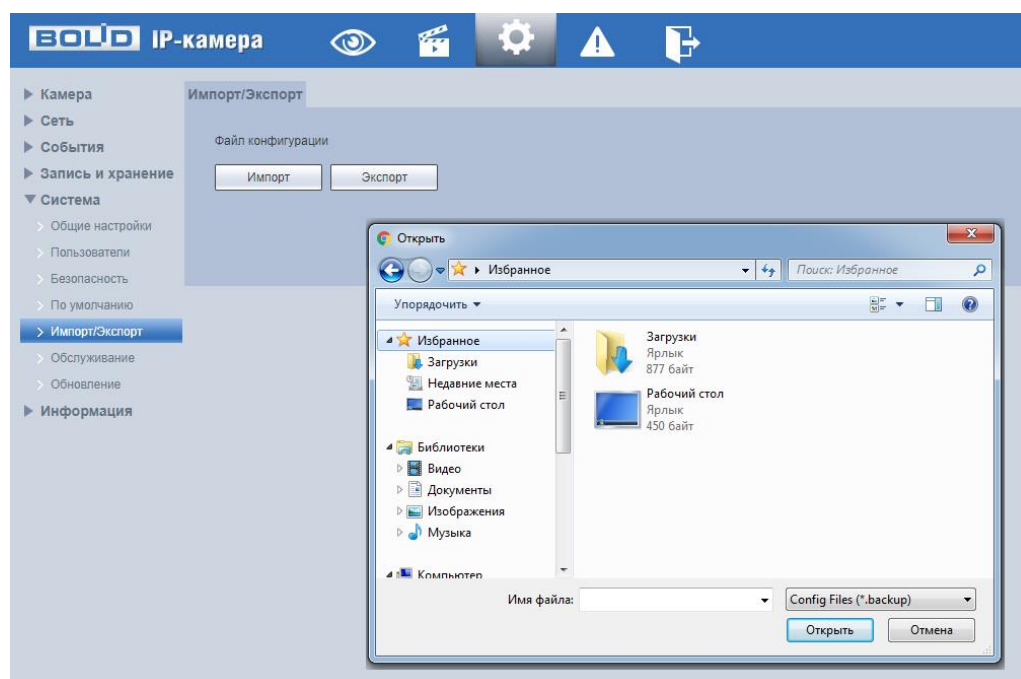 BOLID IP-камера
Камера
Сеть
События
Запись и хранение
Система
Общие настройки
Пользователи
Безопасность
По умолчанию
Импорт/Экспорт
Обслуживание
Обновление
Информация
Импорт/Экспорт
Файл конфигурации
Импорт
Экспорт
Открыть
Избранное
Поиск: Избранное
Упорядочить
Избранное
Загрузки
Недавние места
Рабочий стол
Библиотеки
Видео
Документы
Изображения
Музыка
Компьютер
Загрузки
Ярлык
877 байт
Рабочий стол
Ярлык
450 байт
Имя файла:
Config Files (*.backup)
Открыть
Отмена